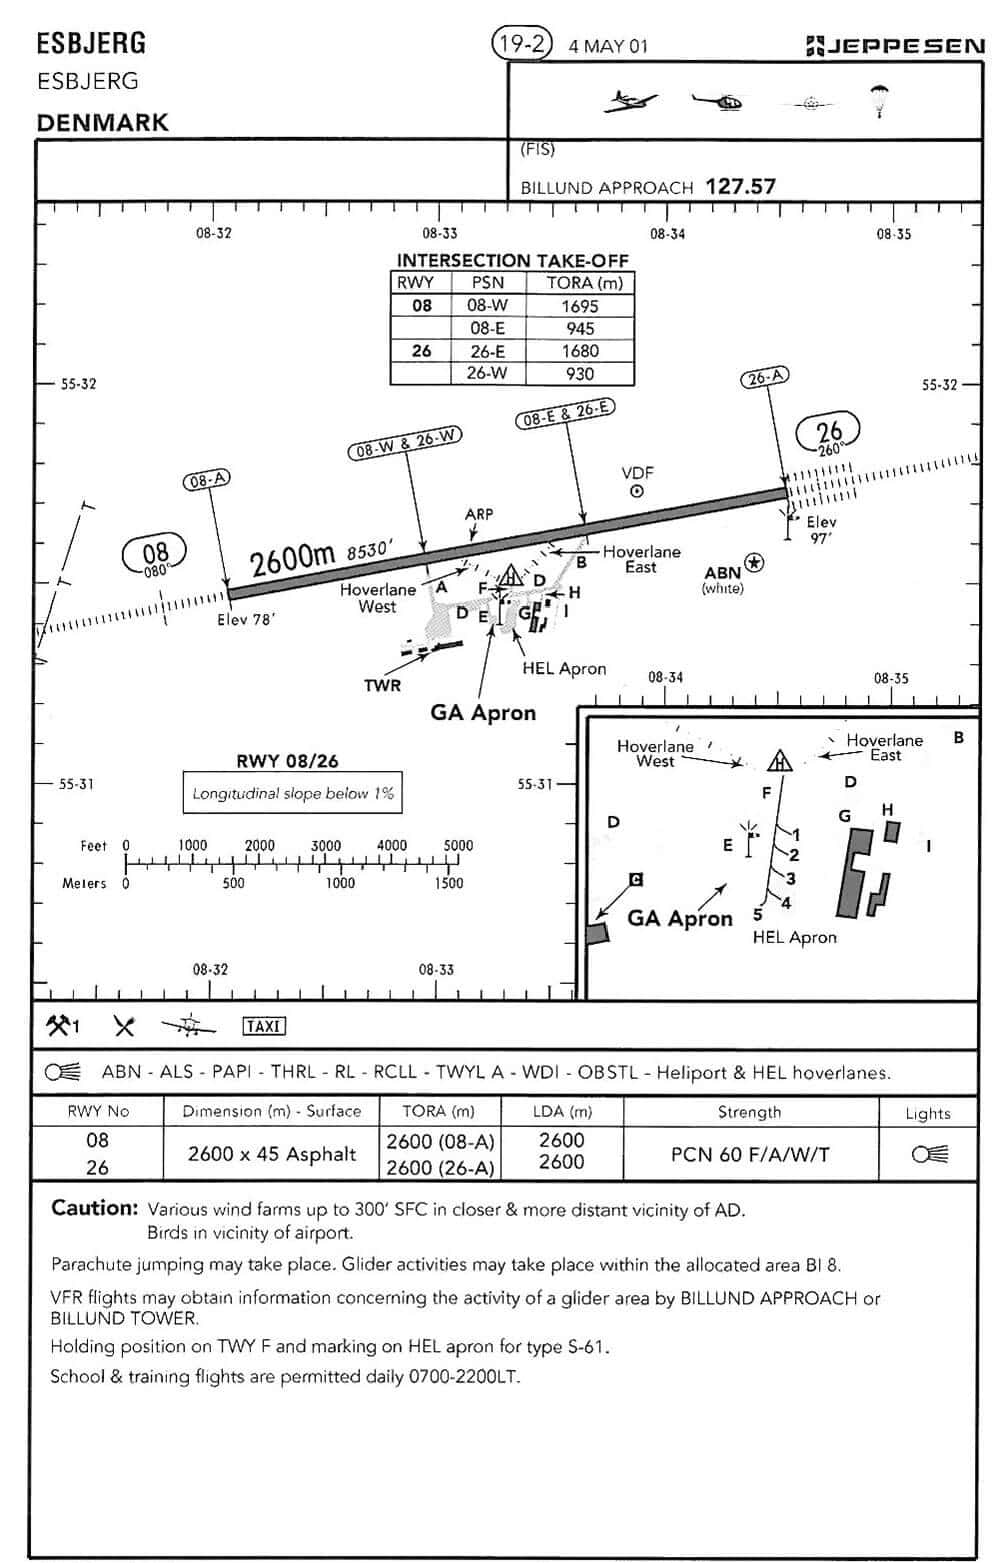 ESBJERG
19-2 4 MAY 01
JEPPESEN
ESBJERG
DENMARK
(FIS)
BILLUND APPROACH 127.57
08-32 08-33 08-34 08-35
INTERSECTION TAKE-OFF
RWY PSN TORA (m)
08 08-W 1695
08-E 945
26 26-E 1680
26-W 930
55-32 55-32
26-A
08-E & 26-E
08-W & 26-W
08-A
26
260°
VDF
ARP
Elev
97'
08
080°
2600m 8530'
Hoverlane
East
Hoverlane
West
ABN
(white)
A F D B H
D E G I
Elev 78'
HEL Apron
TWR
GA Apron
08-34 08-35
RWY 08/26
Longitudinal slope below 1%
55-31 55-31
Feet 0 1000 2000 3000 4000 5000
Meters 0 500 1000 1500
08-32 08-33
Hoverlane
West
H
Hoverlane
East
B
D
F
D
G H
E
I
1
2
3
4
5
C
GA Apron
HEL Apron
1 TAXI
ABN - ALS - PAPI - THRL - RL - RCLL - TWYL A - WDI - OBSTL - Heliport & HEL hoverlanes.
RWY No Dimension (m) - Surface TORA (m) LDA (m) Strength Lights
08 2600 x 45 Asphalt 2600 (08-A) 2600 PCN 60 F/A/W/T
26 2600 (26-A) 2600
Caution: Various wind farms up to 300' SFC in closer & more distant vicinity of AD.
Birds in vicinity of airport.
Parachute jumping may take place. Glider activities may take place within the allocated area BI 8.
VFR flights may obtain information concerning the activity of a glider area by BILLUND APPROACH or
BILLUND TOWER.
Holding position on TWY F and marking on HEL apron for type S-61.
School & training flights are permitted daily 0700-2200LT.